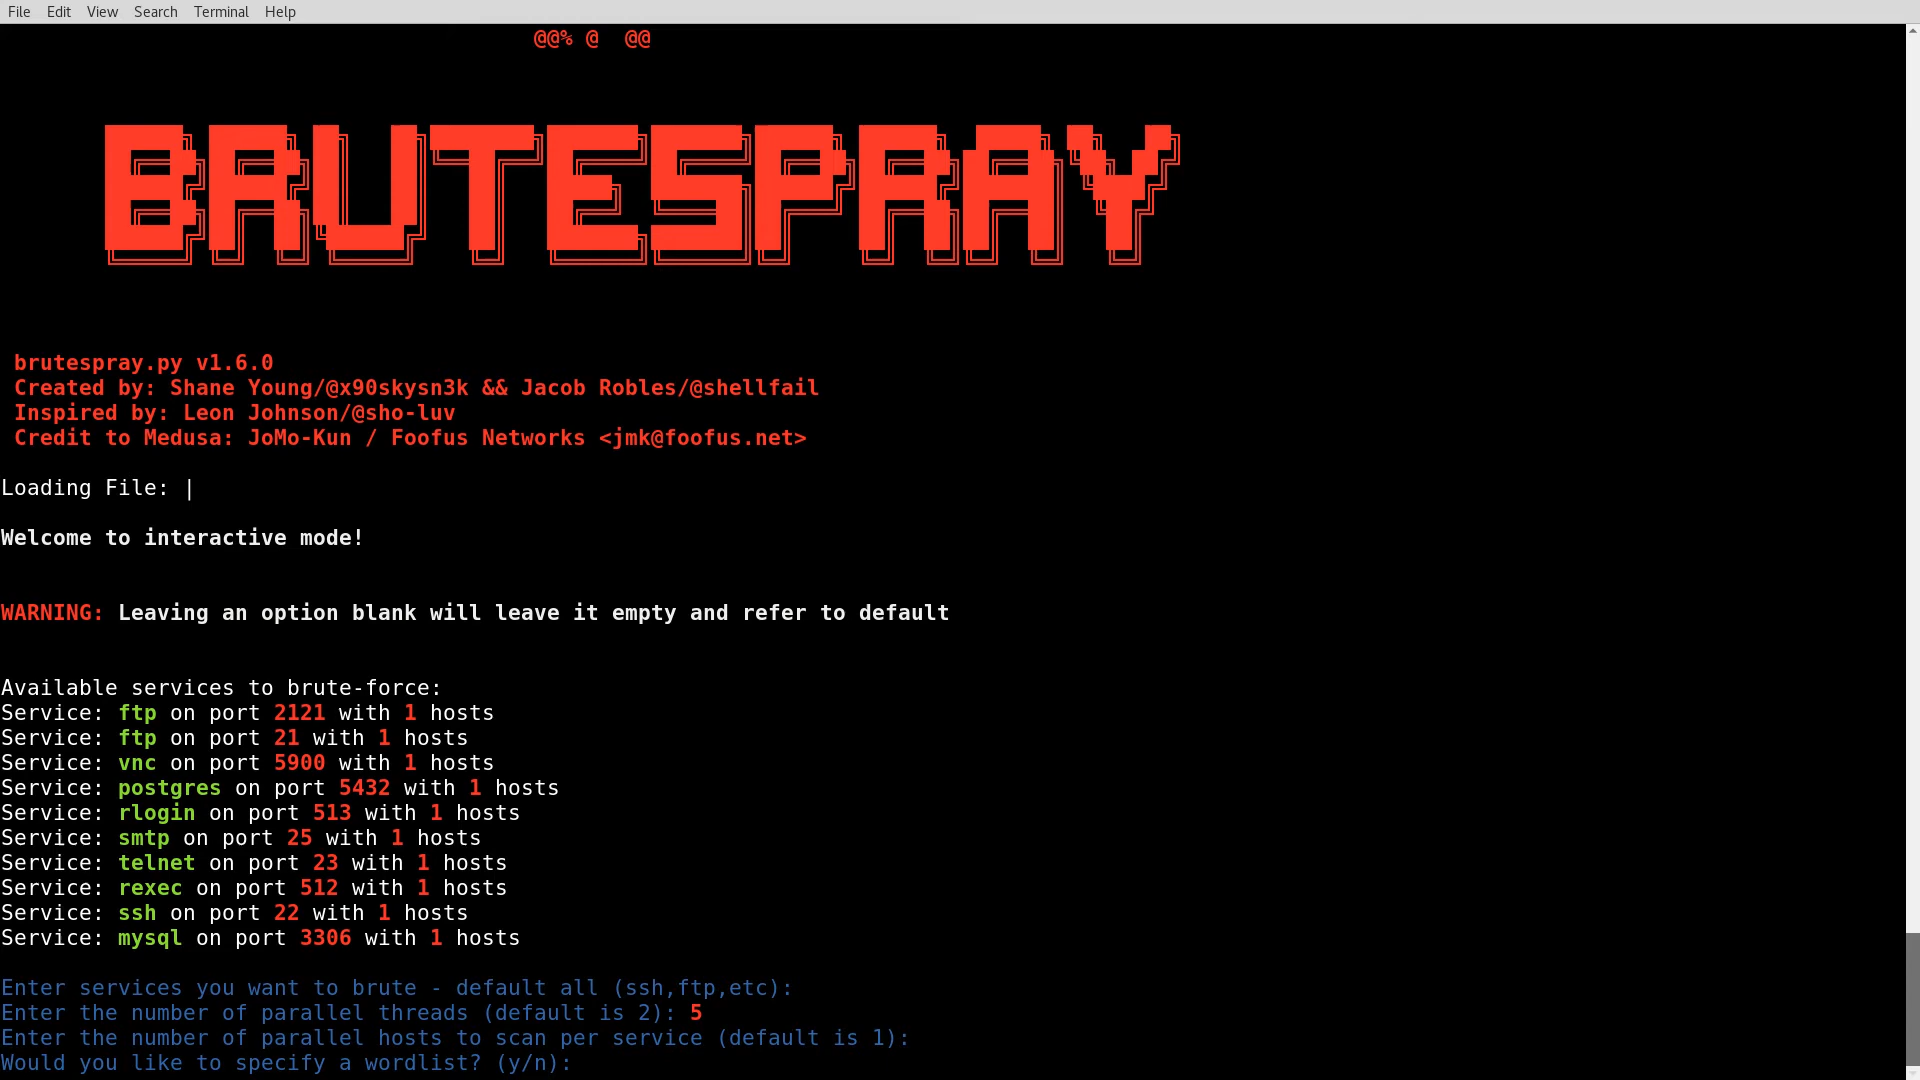 File Edit View Search Terminal Help
@@% @  @@
BRUTESPRAY
brutespray.py v1.6.0
Created by: Shane Young/@x90skysn3k && Jacob Robles/@shellfail
Inspired by: Leon Johnson/@sho-luv
Credit to Medusa: JoMo-Kun / Foofus Networks <jmk@foofus.net>
Loading File: |
Welcome to interactive mode!
WARNING: Leaving an option blank will leave it empty and refer to default
Available services to brute-force:
Service: ftp on port 2121 with 1 hosts
Service: ftp on port 21 with 1 hosts
Service: vnc on port 5900 with 1 hosts
Service: postgres on port 5432 with 1 hosts
Service: rlogin on port 513 with 1 hosts
Service: smtp on port 25 with 1 hosts
Service: telnet on port 23 with 1 hosts
Service: rexec on port 512 with 1 hosts
Service: ssh on port 22 with 1 hosts
Service: mysql on port 3306 with 1 hosts
Enter services you want to brute - default all (ssh,ftp,etc):
Enter the number of parallel threads (default is 2): 5
Enter the number of parallel hosts to scan per service (default is 1):
Would you like to specify a wordlist? (y/n):